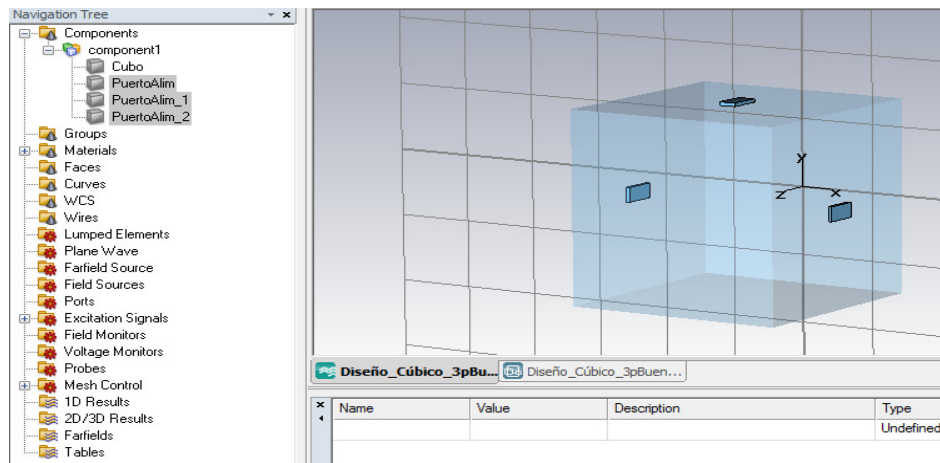 Navigation Tree
Components
component1
Cubo
PuertoAlim
PuertoAlim_1
PuertoAlim_2
Groups
Materials
Faces
Curves
WCS
Wires
Lumped Elements
Plane Wave
Farfield Source
Field Sources
Ports
Excitation Signals
Field Monitors
Voltage Monitors
Probes
Mesh Control
1D Results
2D/3D Results
Farfields
Tables
y
z x
Diseño_Cúbico_3pBu... Diseño_Cúbico_3pBuen...
Name Value Description Type
Undefined